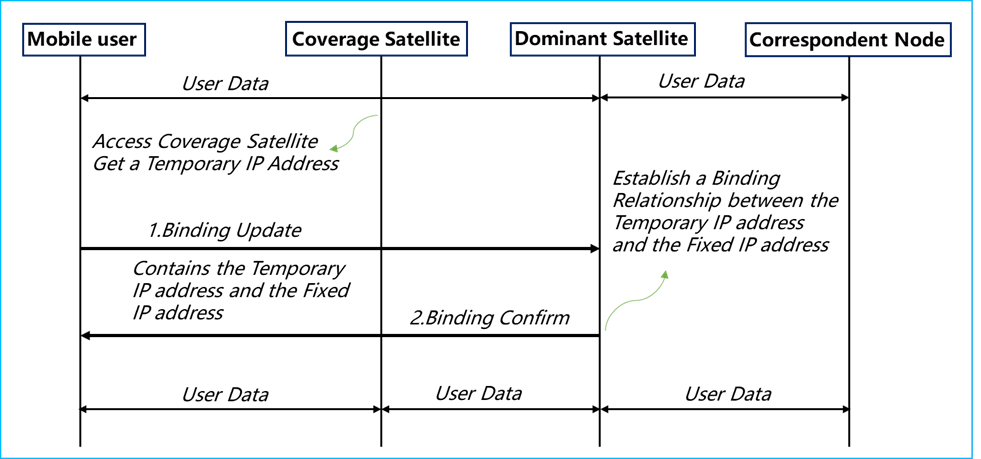 Mobile user
Coverage Satellite
Dominant Satellite
Correspondent Node
User Data
User Data
Access Coverage Satellite
Get a Temporary IP Address
Establish a Binding
Relationship between the
Temporary IP address
and the Fixed IP address
1.Binding Update
Contains the Temporary
IP address and the Fixed
IP address
2.Binding Confirm
User Data
User Data
User Data